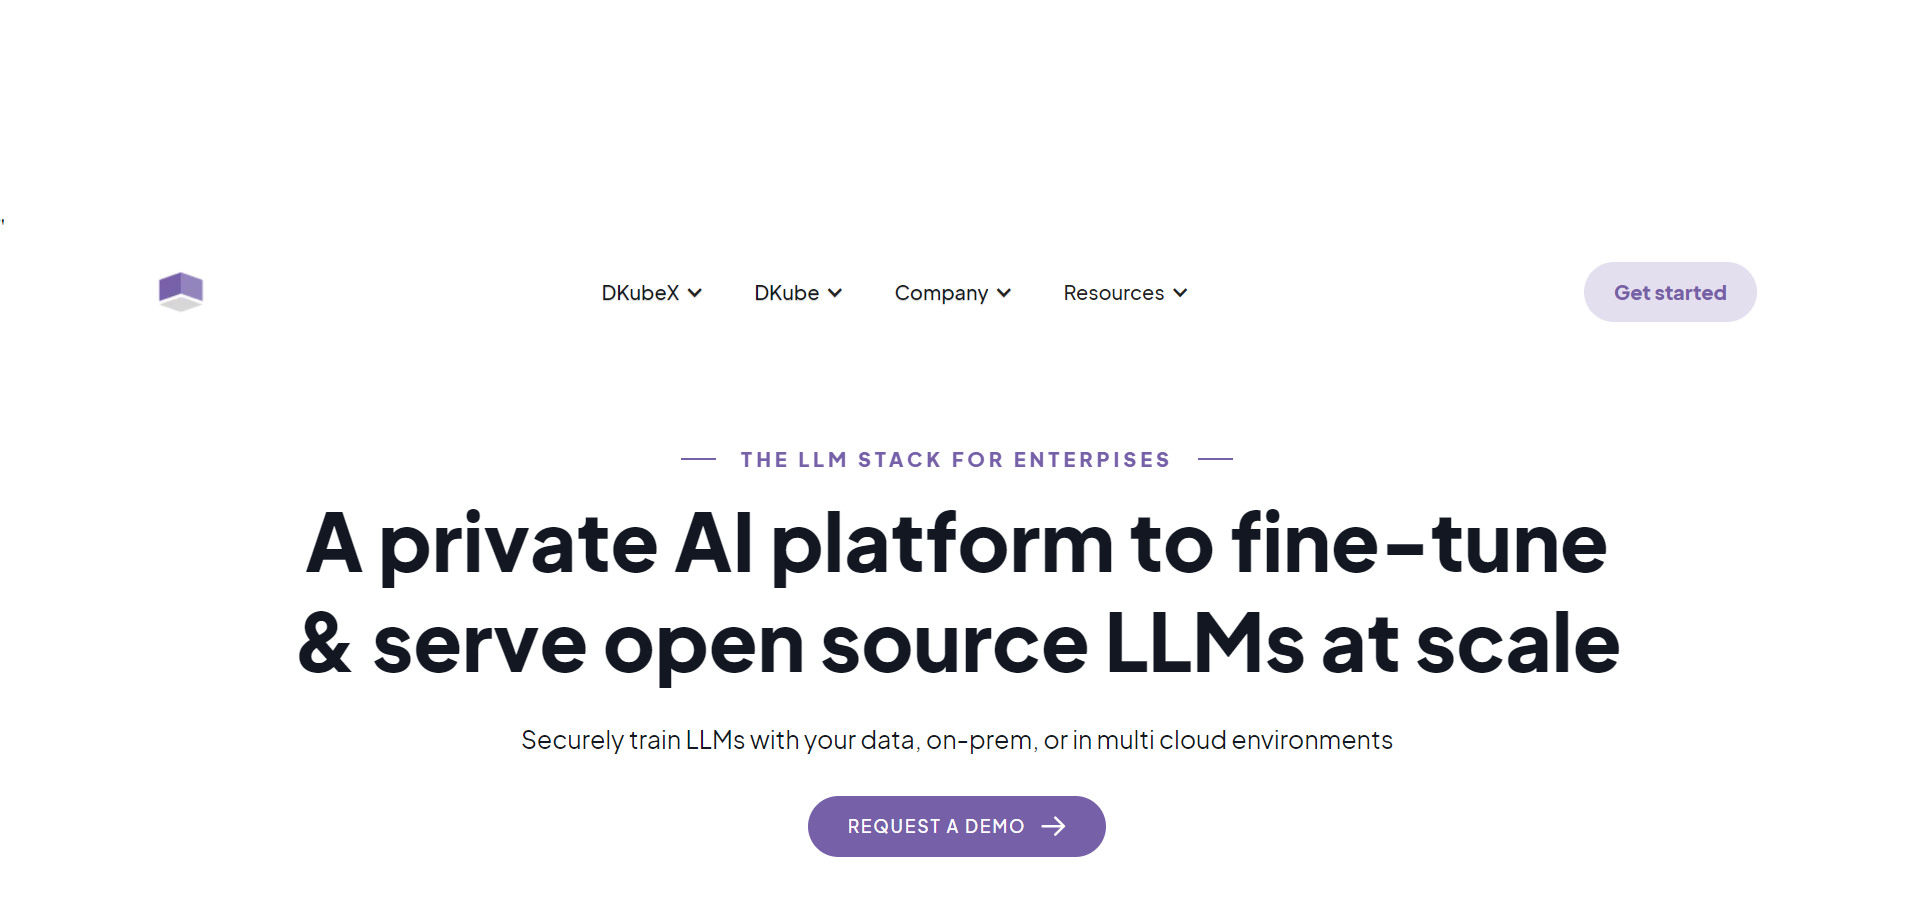 '
DKubeX DKube Company Resources Get started
THE LLM STACK FOR ENTERPISES
A private AI platform to fine-tune
& serve open source LLMs at scale
Securely train LLMs with your data, on-prem, or in multi cloud environments
REQUEST A DEMO